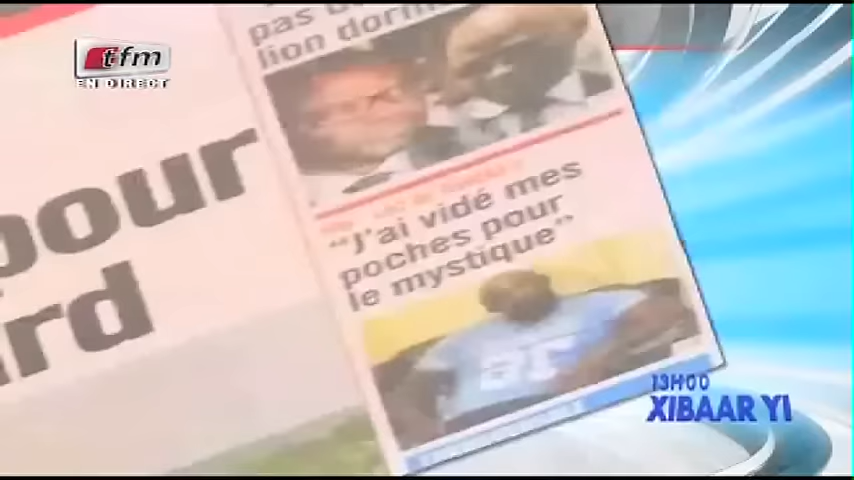 tfm
EN DIRECT
pas
lion dorm
pour
rd
"J'ai vidé mes
poches pour
le mystique"
13H00
XIBAAR YI